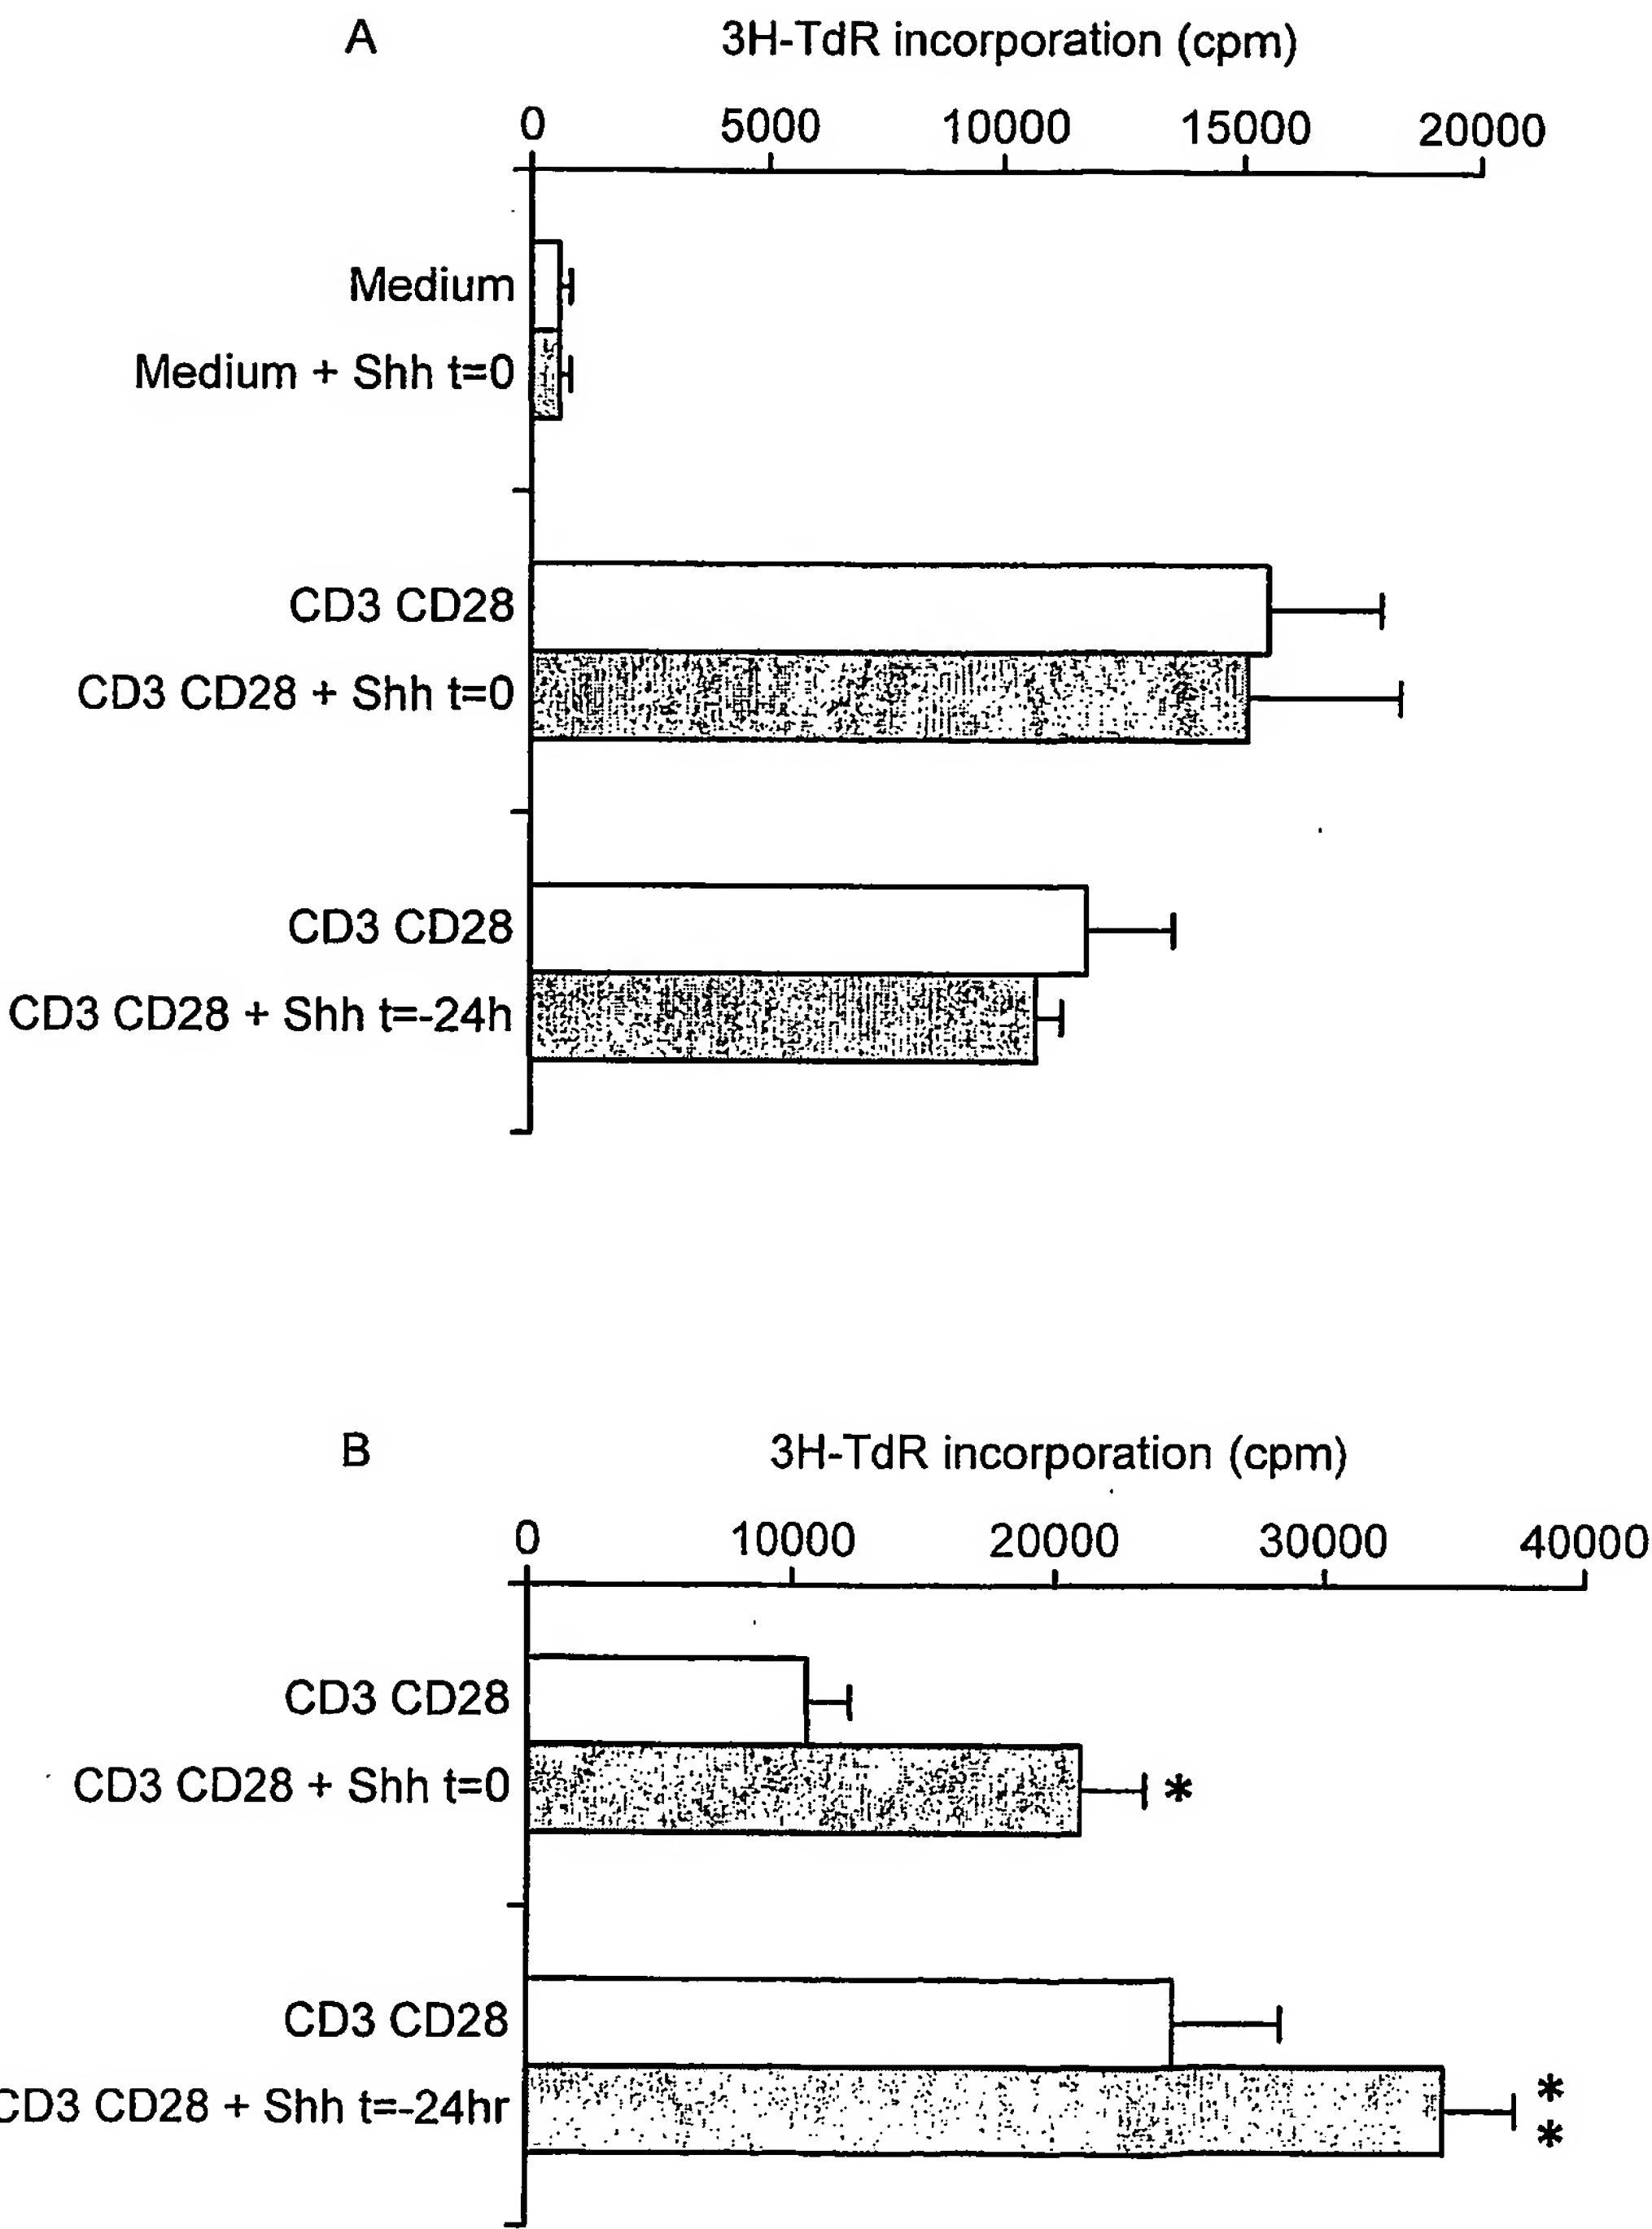 A 3H-TdR incorporation (cpm)
0 5000 10000 15000 20000
Medium
Medium + Shh t=0
CD3 CD28
CD3 CD28 + Shh t=0
CD3 CD28
CD3 CD28 + Shh t=-24h
B 3H-TdR incorporation (cpm)
0 10000 20000 30000 40000
CD3 CD28
CD3 CD28 + Shh t=0 *
CD3 CD28
CD3 CD28 + Shh t=-24hr *
*